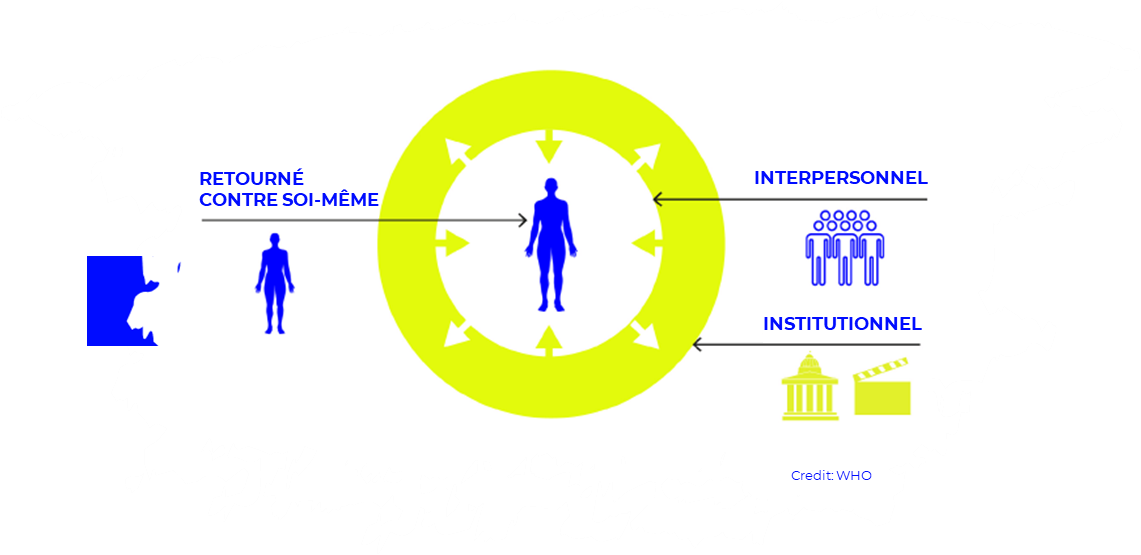 RETOURNÉ
CONTRE SOI-MÊME
INTERPERSONNEL
INSTITUTIONNEL
Credit: WHO